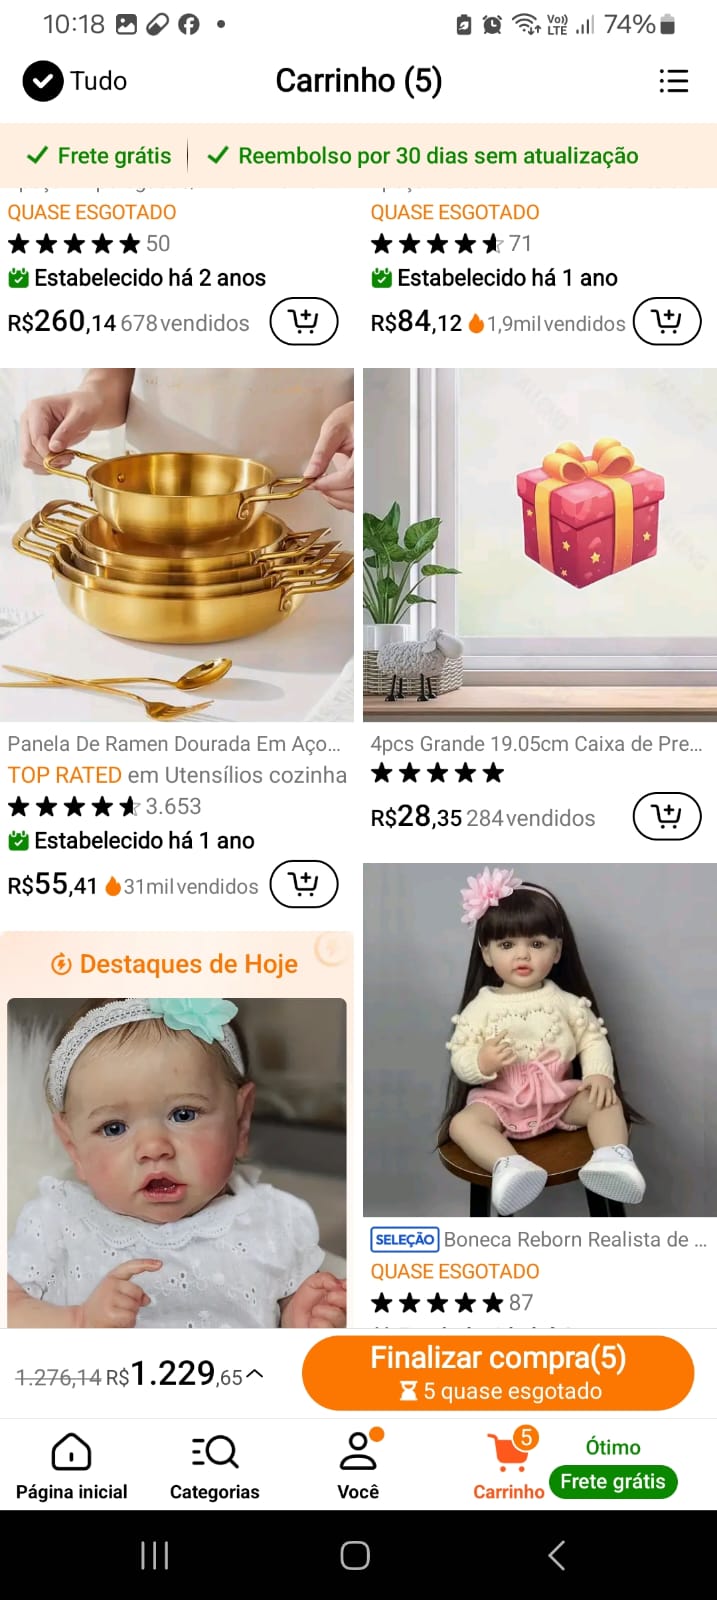 10:18
Vo)) LTE
74%
Tudo
Carrinho (5)
Frete grátis
Reembolso por 30 dias sem atualização
QUASE ESGOTADO
50
Estabelecido há 2 anos
R$260,14 678 vendidos
QUASE ESGOTADO
71
Estabelecido há 1 ano
R$84,12 1,9mil vendidos
Panela De Ramen Dourada Em Aço...
TOP RATED em Utensílios cozinha
3.653
Estabelecido há 1 ano
R$55,41 31mil vendidos
4pcs Grande 19.05cm Caixa de Pre...
R$28,35 284 vendidos
Destaques de Hoje
SELEÇÃO Boneca Reborn Realista de ...
QUASE ESGOTADO
87
1.276,14 R$1.229,65
Finalizar compra(5)
5 quase esgotado
Página inicial
Categorias
Você
5
Carrinho
Ótimo
Frete grátis